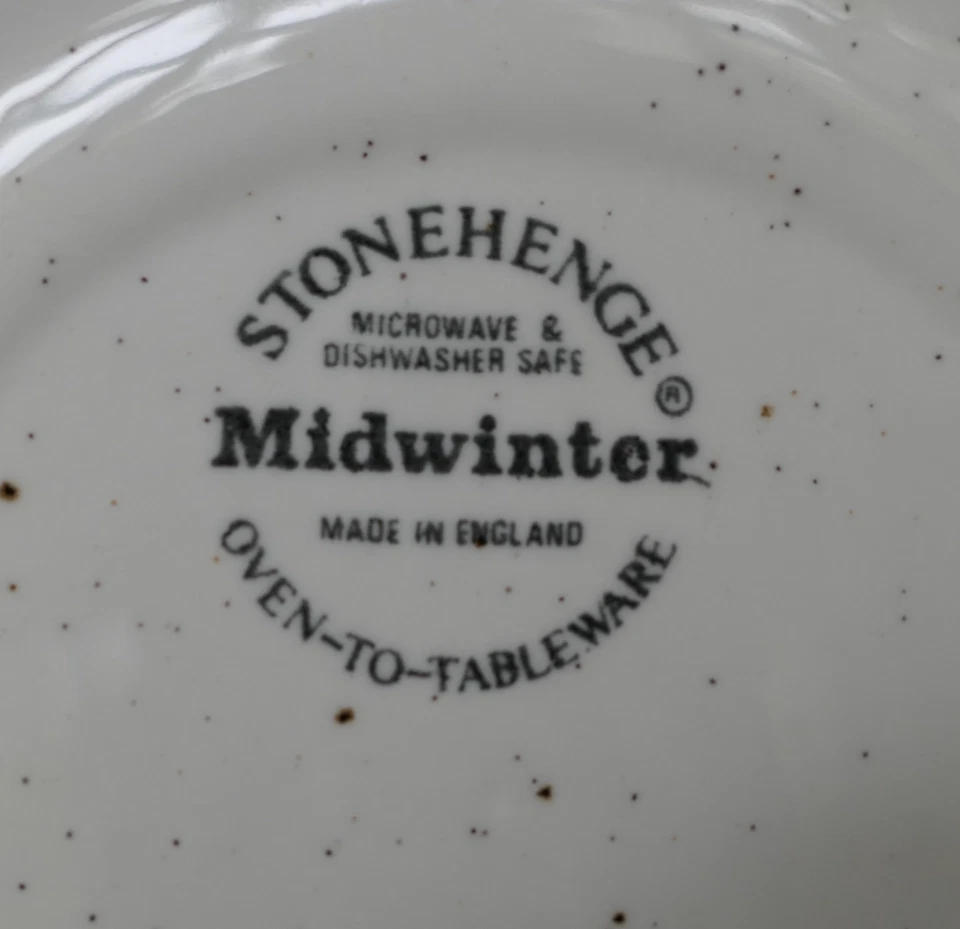 STONEHENGE®
MICROWAVE &
DISHWASHER SAFE
Midwinter
MADE IN ENGLAND
OVEN-TO-TABLEWARE